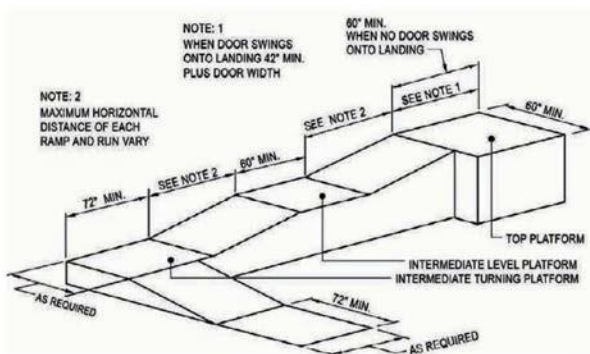 NOTE: 1
WHEN DOOR SWINGS
ONTO LANDING 42" MIN.
PLUS DOOR WIDTH
60" MIN.
WHEN NO DOOR SWINGS
ONTO LANDING
NOTE: 2
MAXIMUM HORIZONTAL
DISTANCE OF EACH
RAMP AND RUN VARY
SEE NOTE 2
SEE NOTE 1
60" MIN.
72" MIN.
SEE NOTE 2
60" MIN.
TOP PLATFORM
INTERMEDIATE LEVEL PLATFORM
INTERMEDIATE TURNING PLATFORM
AS REQUIRED
72" MIN.
AS REQUIRED